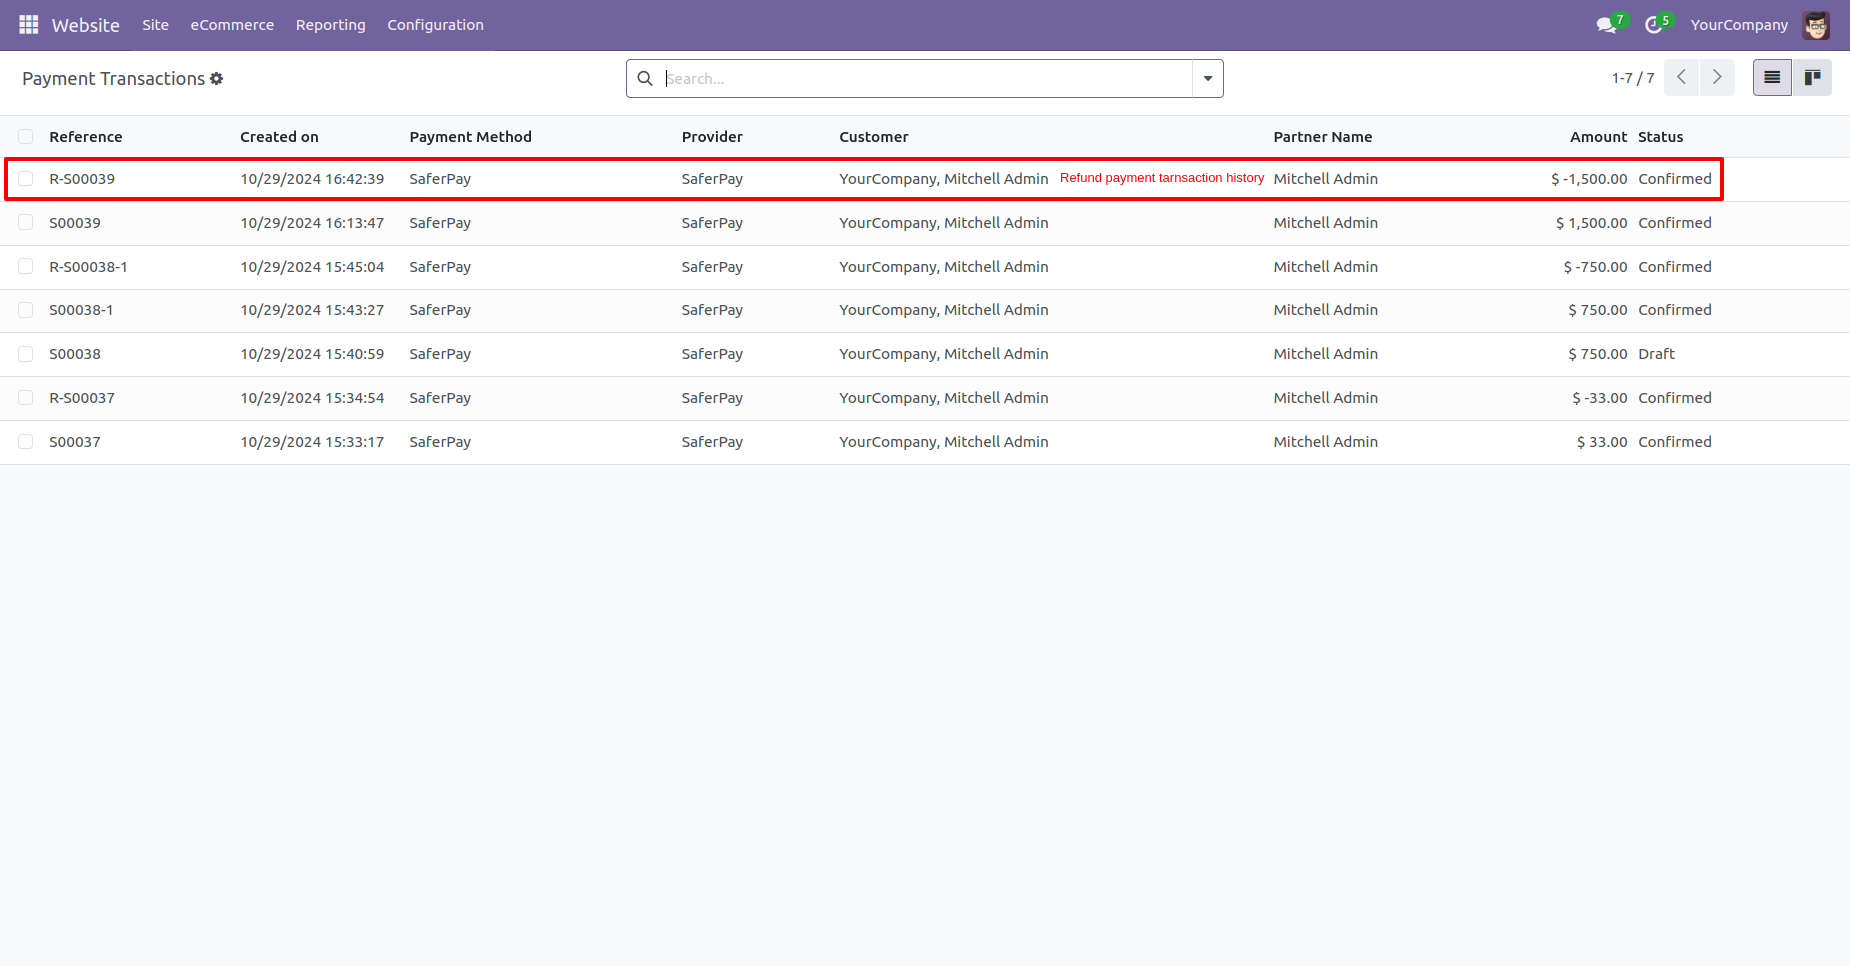 Website Site eCommerce Reporting Configuration 7 5 YourCompany
Payment Transactions Search... 1-7 / 7
Reference Created on Payment Method Provider Customer Partner Name Amount Status
R-S00039 10/29/2024 16:42:39 SaferPay SaferPay YourCompany, Mitchell Admin Refund payment tarnsaction history Mitchell Admin $ -1,500.00 Confirmed
S00039 10/29/2024 16:13:47 SaferPay SaferPay YourCompany, Mitchell Admin Mitchell Admin $ 1,500.00 Confirmed
R-S00038-1 10/29/2024 15:45:04 SaferPay SaferPay YourCompany, Mitchell Admin Mitchell Admin $ -750.00 Confirmed
S00038-1 10/29/2024 15:43:27 SaferPay SaferPay YourCompany, Mitchell Admin Mitchell Admin $ 750.00 Confirmed
S00038 10/29/2024 15:40:59 SaferPay SaferPay YourCompany, Mitchell Admin Mitchell Admin $ 750.00 Draft
R-S00037 10/29/2024 15:34:54 SaferPay SaferPay YourCompany, Mitchell Admin Mitchell Admin $ -33.00 Confirmed
S00037 10/29/2024 15:33:17 SaferPay SaferPay YourCompany, Mitchell Admin Mitchell Admin $ 33.00 Confirmed